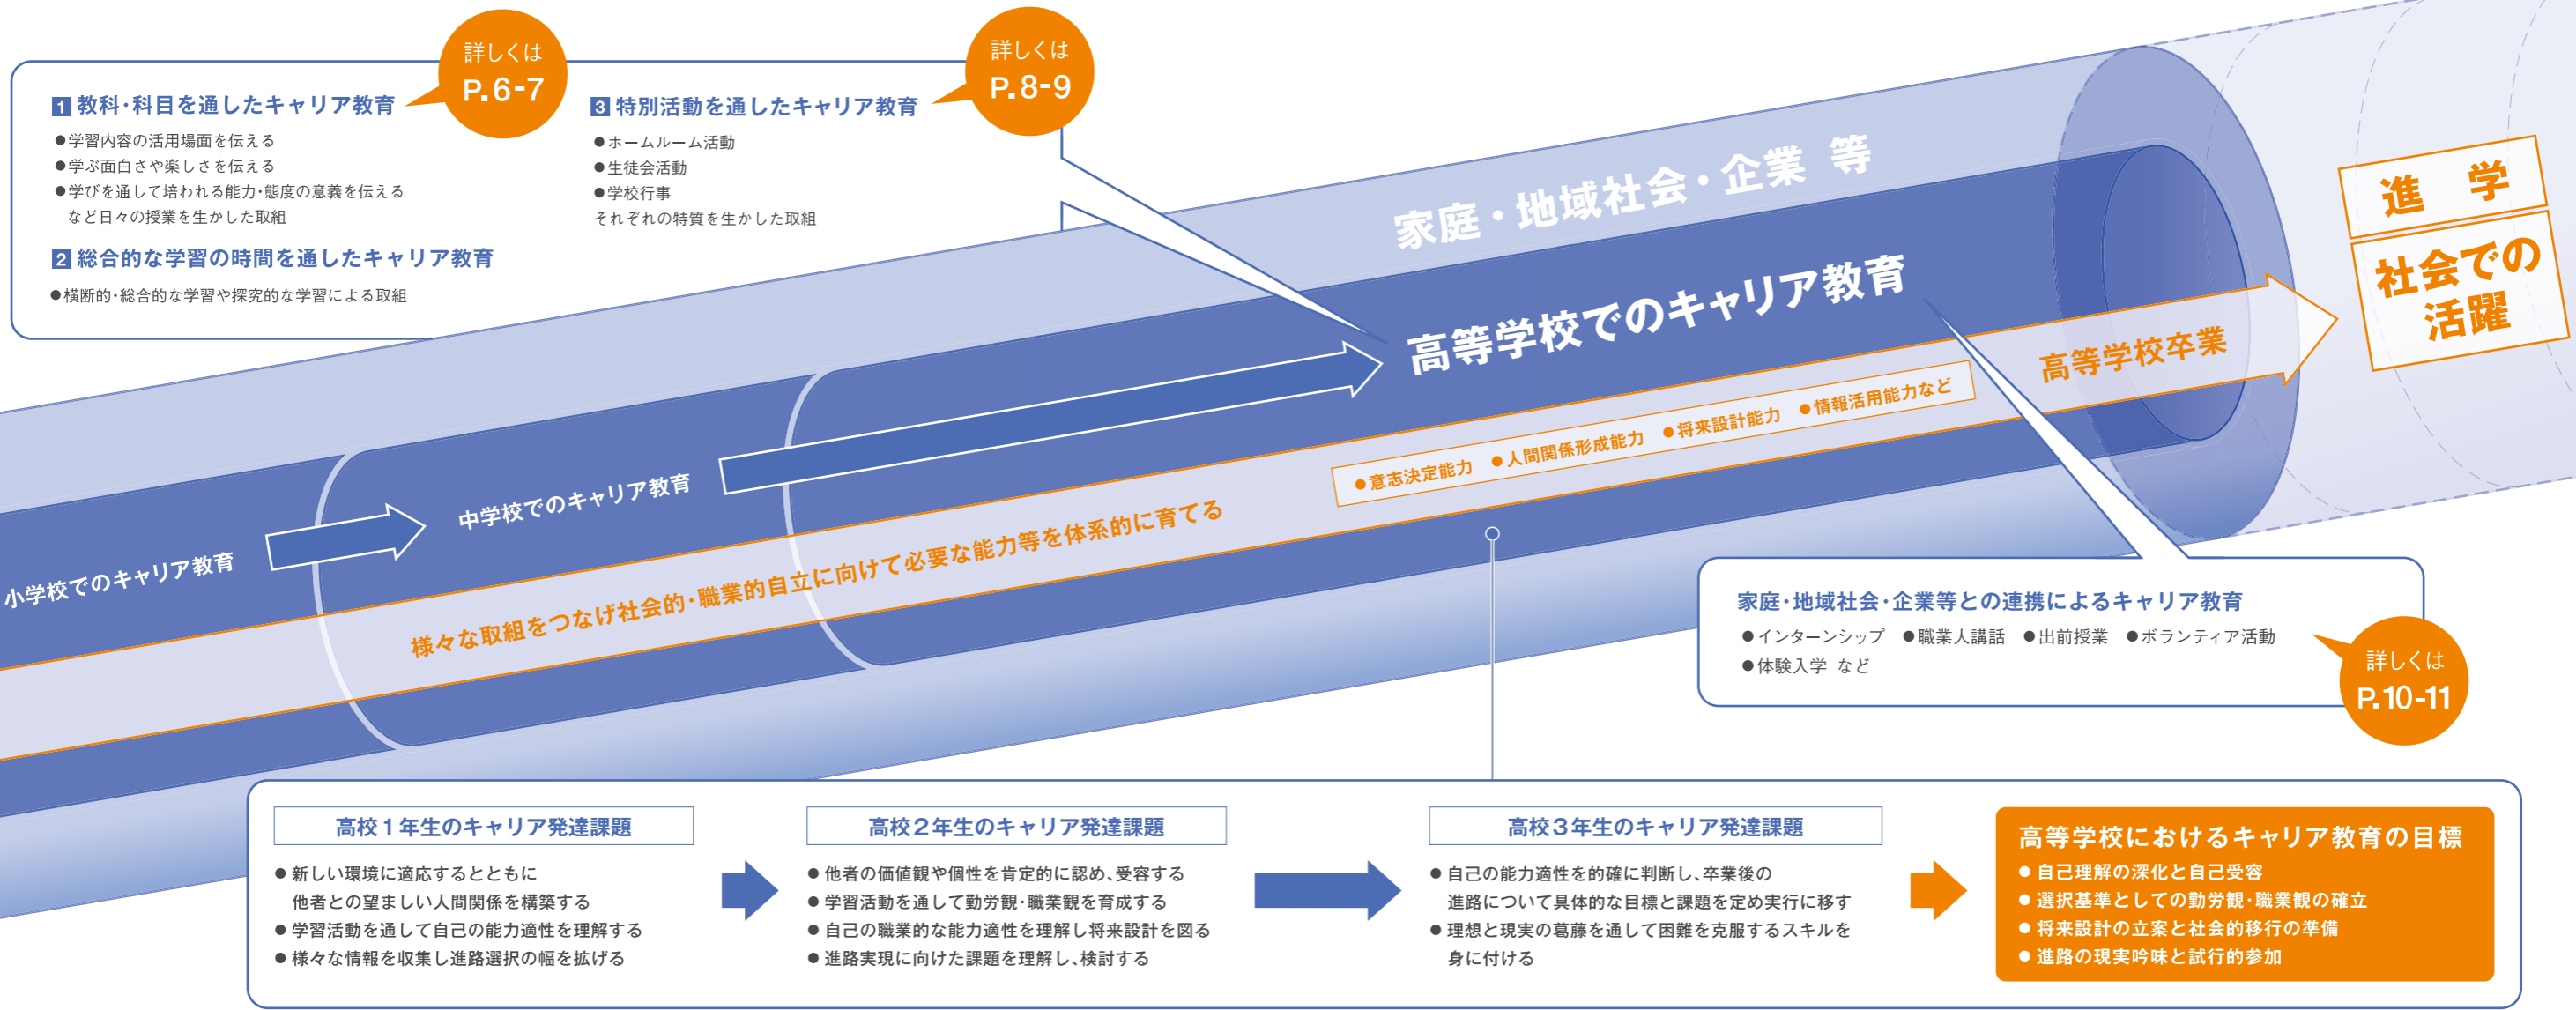 詳しくは
P.6-7
1 教科・科目を通したキャリア教育
●学習内容の活用場面を伝える
●学ぶ面白さや楽しさを伝える
●学びを通して培われる能力・態度の意義を伝える
など日々の授業を生かした取組
2 総合的な学習の時間を通したキャリア教育
●横断的・総合的な学習や探究的な学習による取組
詳しくは
P.8-9
3 特別活動を通したキャリア教育
●ホームルーム活動
●生徒会活動
●学校行事
それぞれの特質を生かした取組
家庭・地域社会・企業 等
小学校でのキャリア教育
中学校でのキャリア教育
高等学校でのキャリア教育
様々な取組をつなげ社会的・職業的自立に向けて必要な能力等を体系的に育てる
●意志決定能力 ●人間関係形成能力 ●将来設計能力 ●情報活用能力など
高等学校卒業
進 学
社会での
活躍
家庭・地域社会・企業等との連携によるキャリア教育
●インターンシップ ●職業人講話 ●出前授業 ●ボランティア活動
●体験入学 など
詳しくは
P.10-11
高校1年生のキャリア発達課題
● 新しい環境に適応するとともに
他者との望ましい人間関係を構築する
● 学習活動を通して自己の能力適性を理解する
● 様々な情報を収集し進路選択の幅を拡げる
高校2年生のキャリア発達課題
● 他者の価値観や個性を肯定的に認め、受容する
● 学習活動を通して勤労観・職業観を育成する
● 自己の職業的な能力適性を理解し将来設計を図る
● 進路実現に向けた課題を理解し、検討する
高校3年生のキャリア発達課題
● 自己の能力適性を的確に判断し、卒業後の
進路について具体的な目標と課題を定め実行に移す
● 理想と現実の葛藤を通して困難を克服するスキルを
身に付ける
高等学校におけるキャリア教育の目標
● 自己理解の深化と自己受容
● 選択基準としての勤労観・職業観の確立
● 将来設計の立案と社会的移行の準備
● 進路の現実吟味と試行的参加